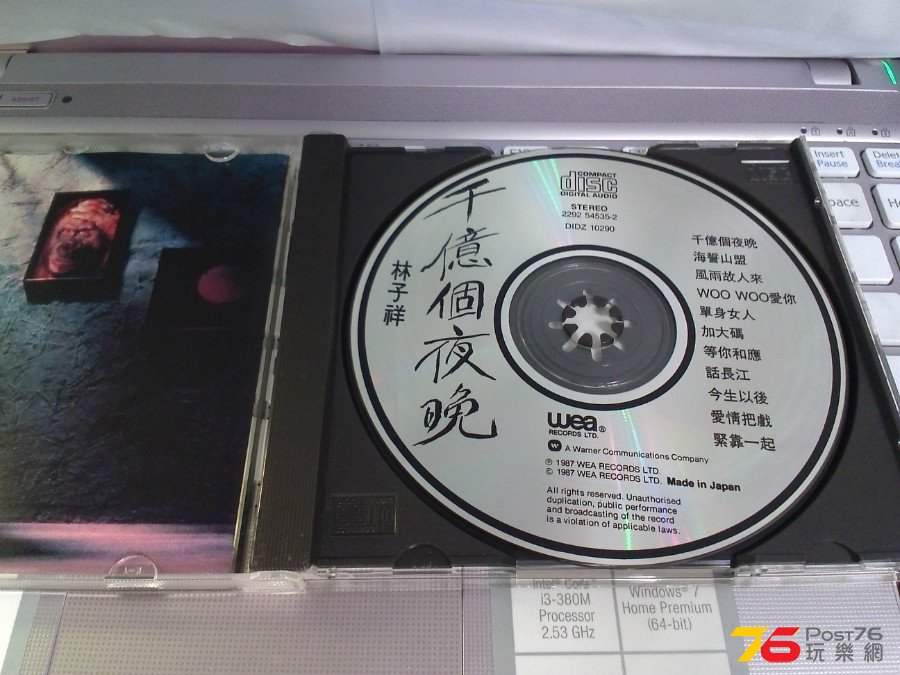 ASSIST
Insert
Pause
Delete
千億個夜晚
林子祥
COMPACT
disc
DIGITAL AUDIO
STEREO
2292 54535-2
DIDZ 10290
千億個夜晚
海誓山盟
風雨故人來
WOO WOO愛你
單身女人
加大碼
等你和應
話長江
今生以後
愛情把戲
緊靠一起
wea®
RECORDS LTD.
A Warner Communications Company
℗ 1987 WEA RECORDS LTD.
© 1987 WEA RECORDS LTD. Made in Japan
All rights reserved. Unauthorised
duplication, public performance
and broadcasting of the record
is a violation of applicable laws.
Intel® Core™
i3-380M
Processor
2.53 GHz
Windows® 7
Home Premium
(64-bit)
76 Post76
玩樂網